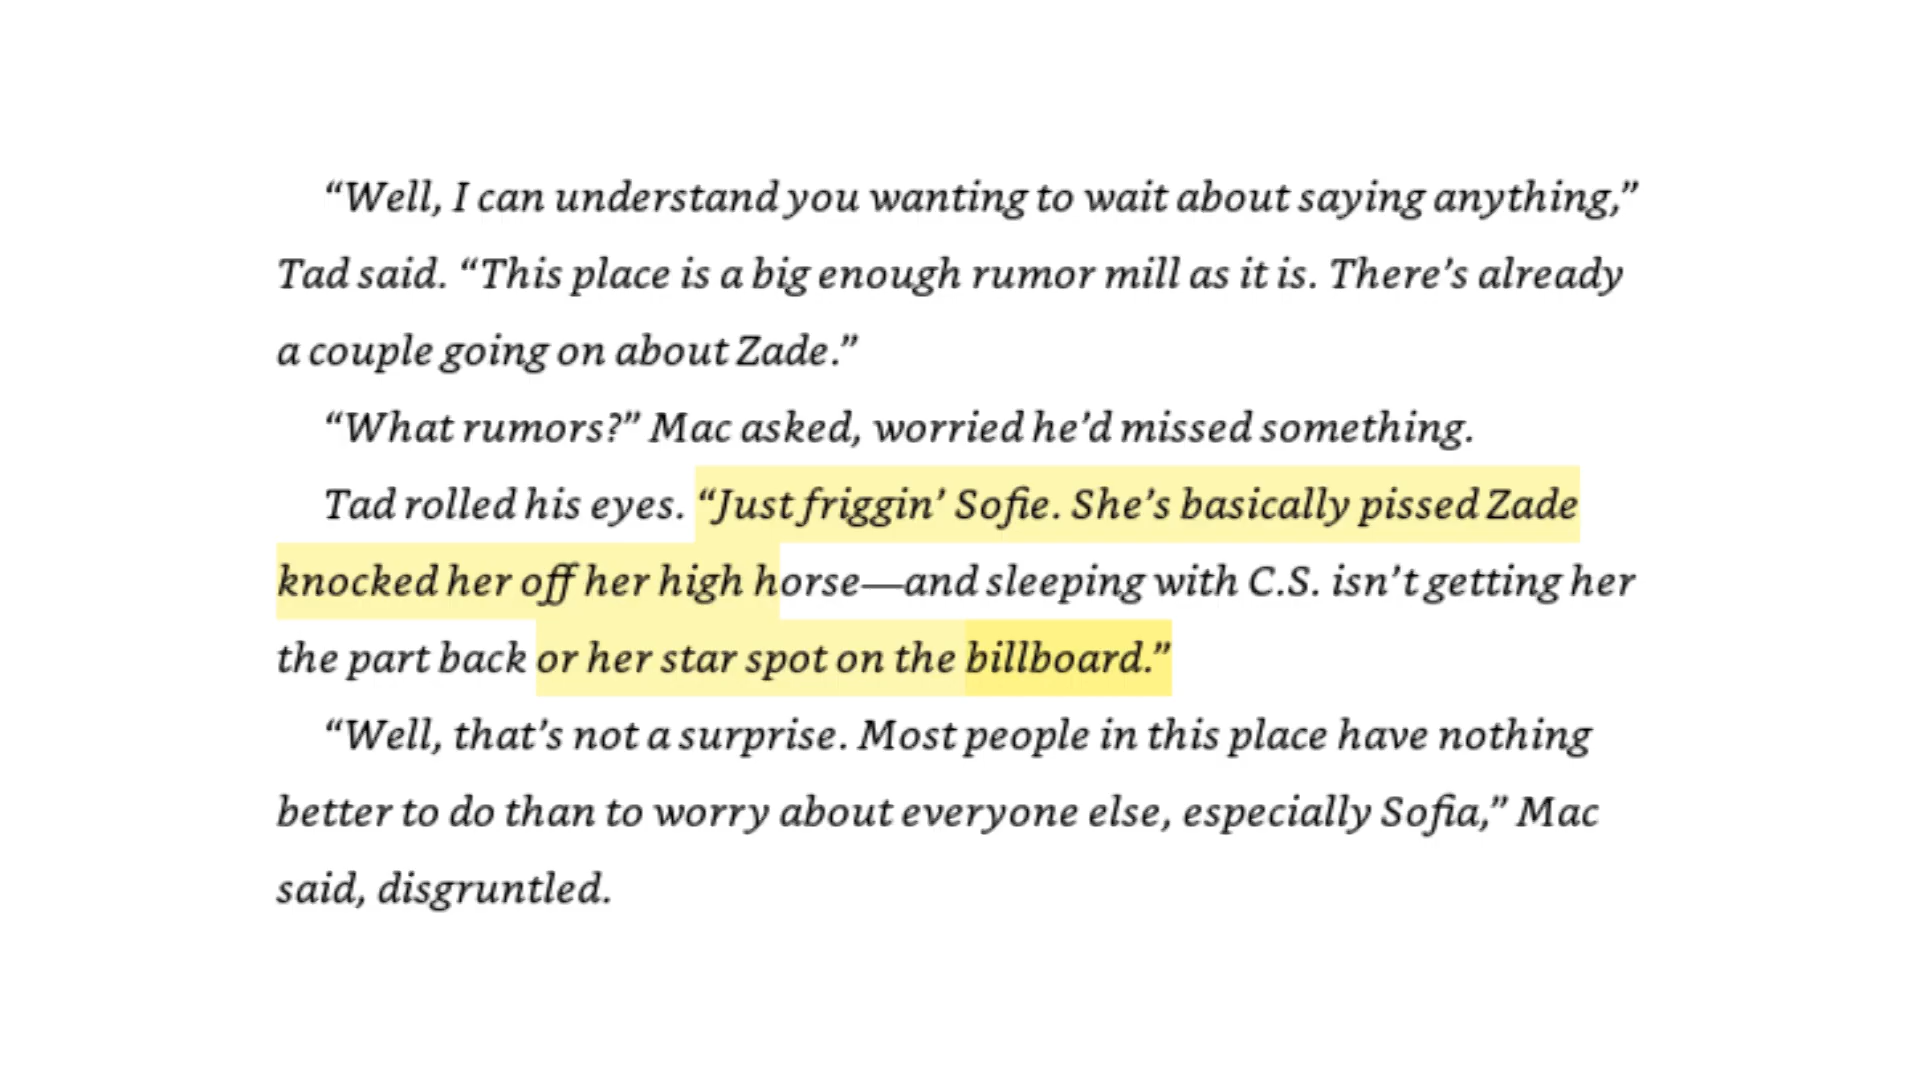 “Well, I can understand you wanting to wait about saying anything,”
Tad said. “This place is a big enough rumor mill as it is. There’s already
a couple going on about Zade.”
“What rumors?” Mac asked, worried he’d missed something.
Tad rolled his eyes. “Just friggin’ Sofie. She’s basically pissed Zade
knocked her off her high horse—and sleeping with C.S. isn’t getting her
the part back or her star spot on the billboard.”
“Well, that’s not a surprise. Most people in this place have nothing
better to do than to worry about everyone else, especially Sofia,” Mac
said, disgruntled.